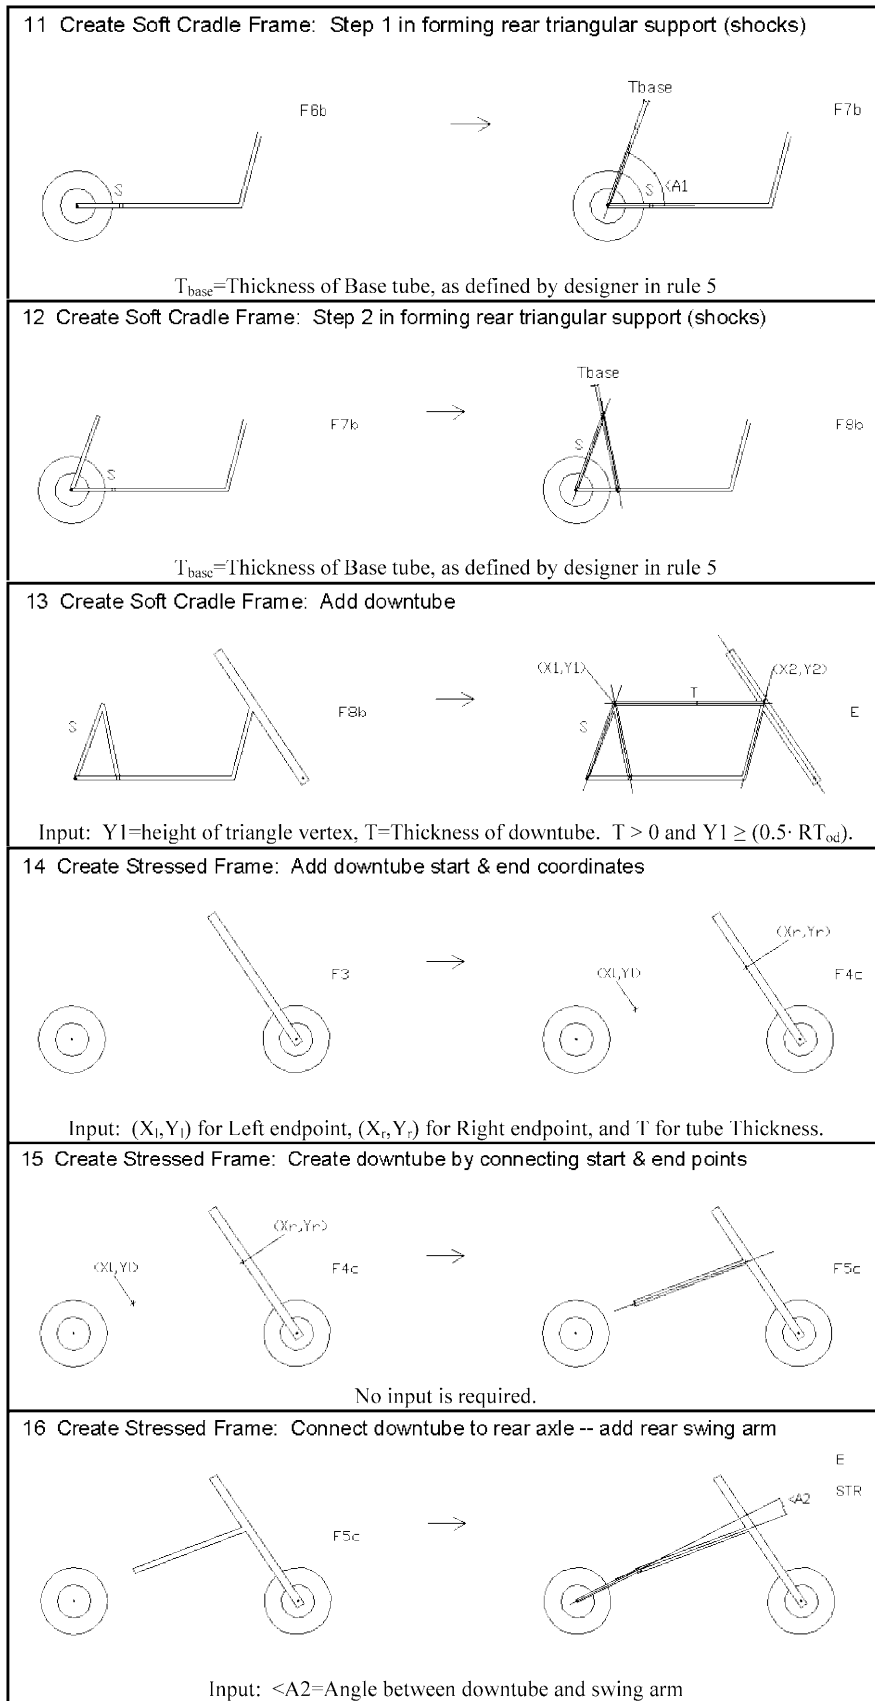 11 Create Soft Cradle Frame: Step 1 in forming rear triangular support (shocks)
F6b
S
Tbase
F7b
S
<A1
Tbase=Thickness of Base tube, as defined by designer in rule 5
12 Create Soft Cradle Frame: Step 2 in forming rear triangular support (shocks)
F7b
S
Tbase
F8b
S
Tbase=Thickness of Base tube, as defined by designer in rule 5
13 Create Soft Cradle Frame: Add downtube
S
F8b
(X1,Y1)
T
(X2,Y2)
S
E
Input: Y1=height of triangle vertex, T=Thickness of downtube. T > 0 and Y1 ≥ (0.5· RTod).
14 Create Stressed Frame: Add downtube start & end coordinates
F3
(Xl,Yl)
(Xr,Yr)
F4c
Input: (Xl,Yl) for Left endpoint, (Xr,Yr) for Right endpoint, and T for tube Thickness.
15 Create Stressed Frame: Create downtube by connecting start & end points
(Xl,Yl)
(Xr,Yr)
F4c
F5c
No input is required.
16 Create Stressed Frame: Connect downtube to rear axle -- add rear swing arm
F5c
<A2
E
STR
Input: <A2=Angle between downtube and swing arm